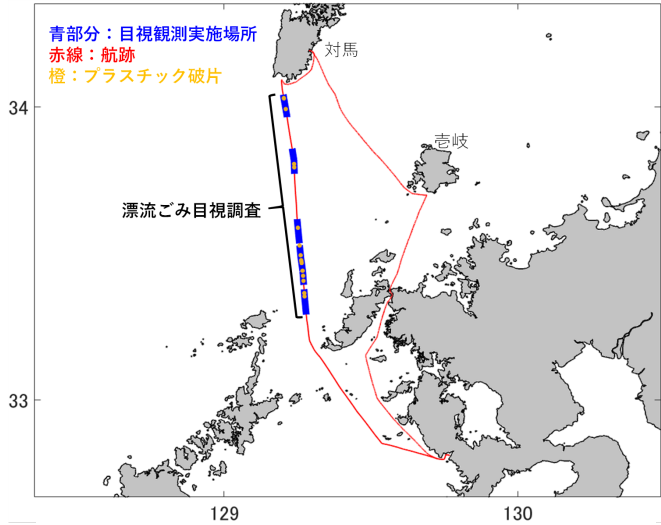 青部分：目視観測実施場所
赤線：航跡
橙：プラスチック破片
対馬
34
壱岐
漂流ごみ目視調査
33
129
130